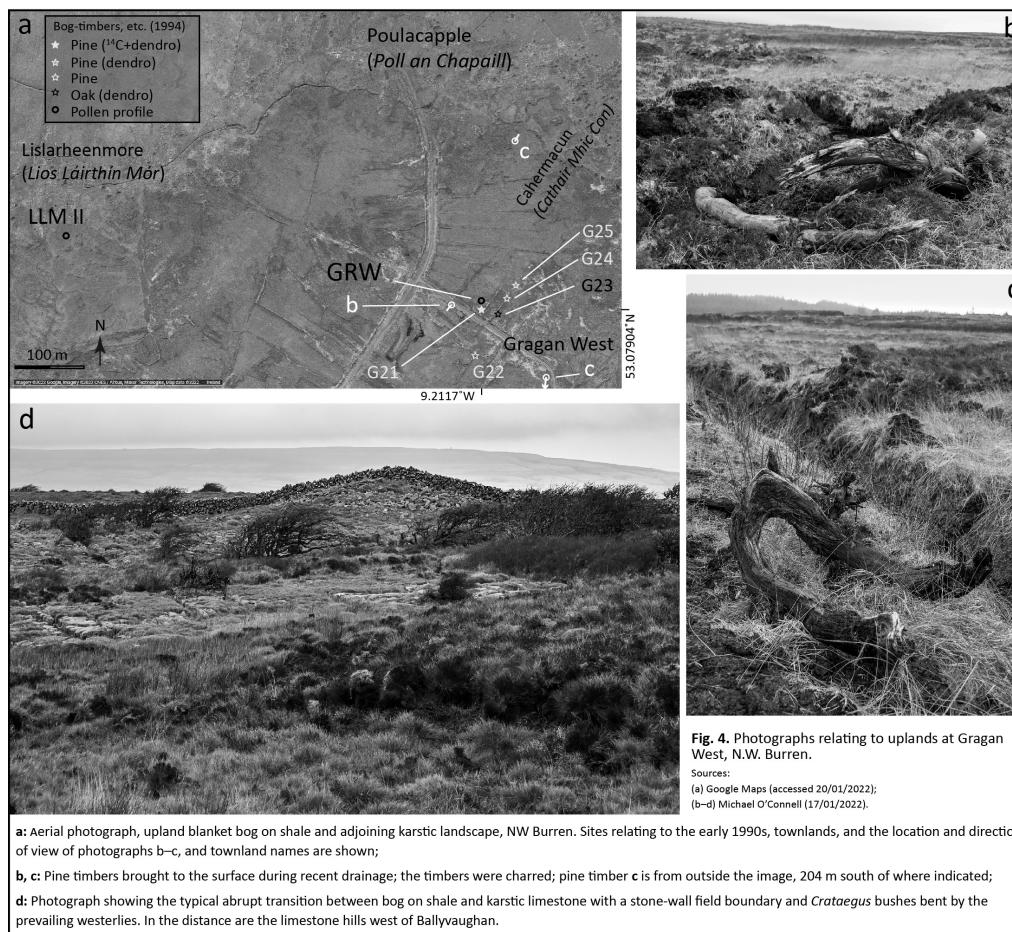 a
Bog-timbers, etc. (1994)
Pine (¹⁴C+dendro)
Pine (dendro)
Pine
Oak (dendro)
Pollen profile
Poulacapple
(Poll an Chapaill)
Lislarheenmore
(Lios Láirthín Mór)
LLM II
c
Cahermacun
(Cathair Mhic Con)
G25
G24
G23
GRW
b
N
100 m
Gragan West
G21
G22
c
53.07904°N
9.2117°W
b
d
Fig. 4. Photographs relating to uplands at Gragan
West, N.W. Burren.
Sources:
(a) Google Maps (accessed 20/01/2022);
(b–d) Michael O'Connell (17/01/2022).
a: Aerial photograph, upland blanket bog on shale and adjoining karstic landscape, NW Burren. Sites relating to the early 1990s, townlands, and the location and directio
of view of photographs b–c, and townland names are shown;
b, c: Pine timbers brought to the surface during recent drainage; the timbers were charred; pine timber c is from outside the image, 204 m south of where indicated;
d: Photograph showing the typical abrupt transition between bog on shale and karstic limestone with a stone-wall field boundary and Crataegus bushes bent by the
prevailing westerlies. In the distance are the limestone hills west of Ballyvaughan.